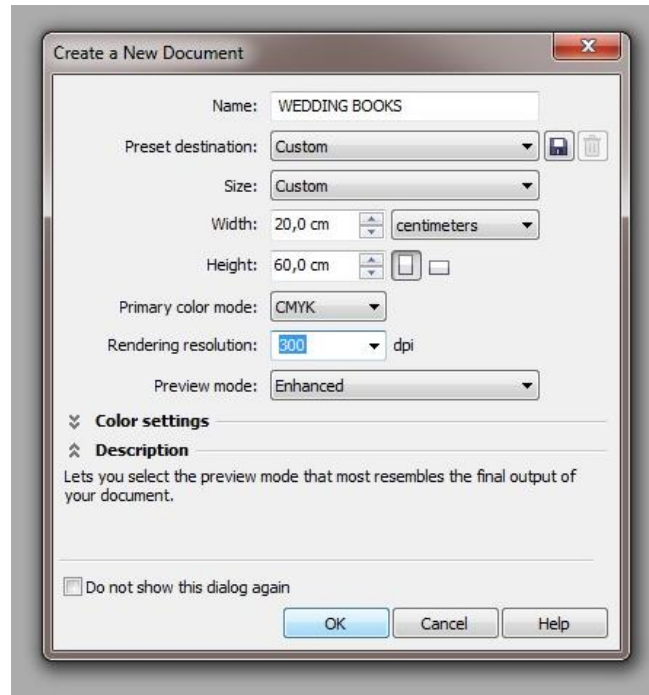 Create a New Document
Name: WEDDING BOOKS
Preset destination: Custom
Size: Custom
Width: 20,0 cm centimeters
Height: 60,0 cm
Primary color mode: CMYK
Rendering resolution: 300 dpi
Preview mode: Enhanced
Color settings
Description
Lets you select the preview mode that most resembles the final output of
your document.
Do not show this dialog again
OK Cancel Help